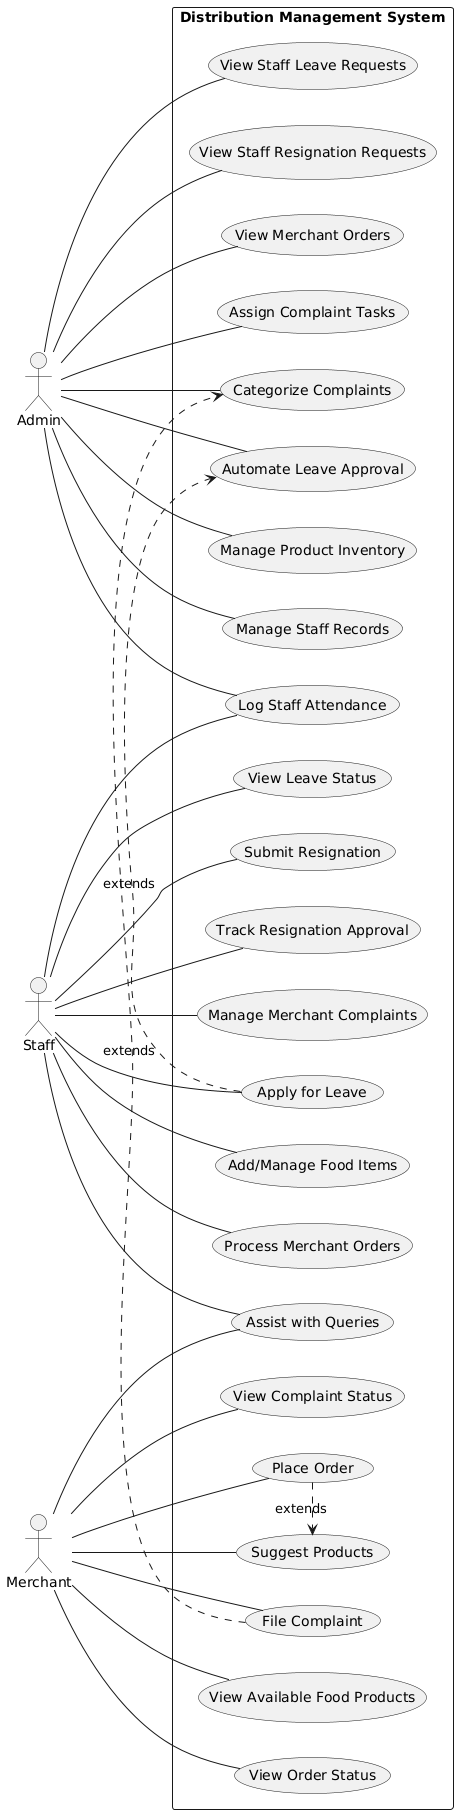 Distribution Management System
View Staff Leave Requests
View Staff Resignation Requests
View Merchant Orders
Assign Complaint Tasks
Categorize Complaints
Admin
Automate Leave Approval
Manage Product Inventory
Manage Staff Records
Log Staff Attendance
View Leave Status
Submit Resignation
extends
Track Resignation Approval
Manage Merchant Complaints
Staff
extends
Apply for Leave
Add/Manage Food Items
Process Merchant Orders
Assist with Queries
View Complaint Status
Place Order
extends
Suggest Products
Merchant
File Complaint
View Available Food Products
View Order Status